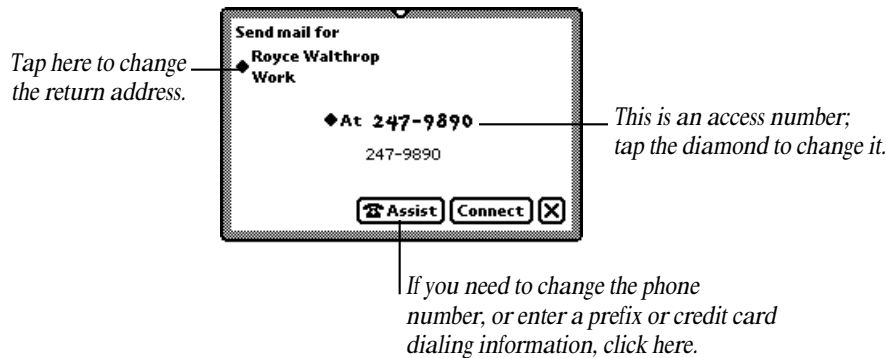 Send mail for
Royce Walthrop
Work
Tap here to change
the return address.
At 247-9890
247-9890
This is an access number;
tap the diamond to change it.
Assist Connect
If you need to change the phone
number, or enter a prefix or credit card
dialing information, click here.